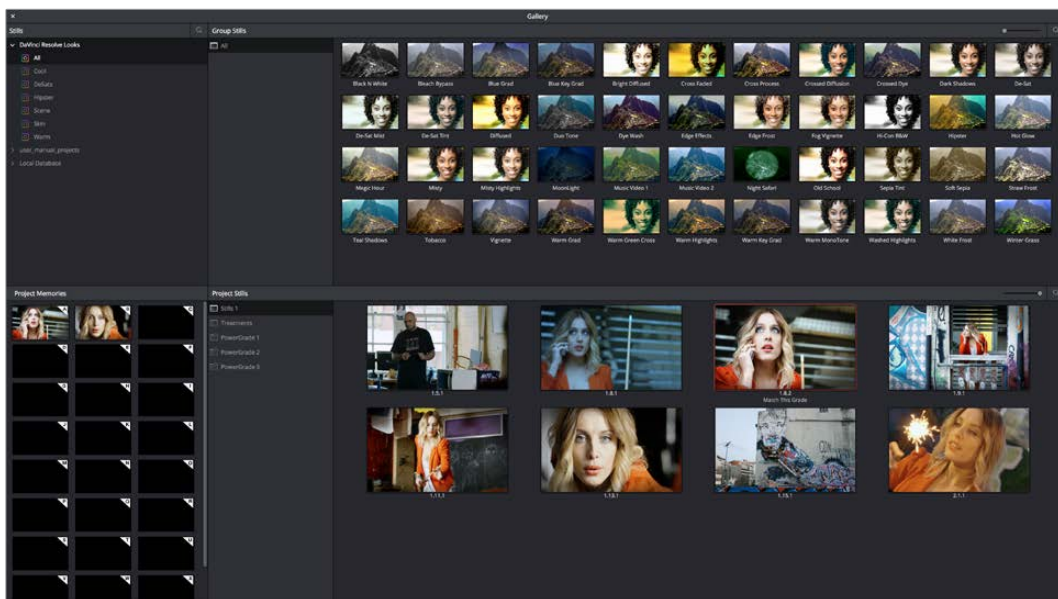 Gallery
Stills
Group Stills
DaVinci Resolve Looks
All
Cool
DeSats
Hipper
Scene
Skin
Warm
user_manual_projects
Local Database
All
Black N White Bleach Bypass Blue Grad Blue Key Grad Bright Diffused Cross Faded Cross Process Crossed Diffusion Crossed Dye Dark Shadows De-Sat
De-Sat Mist De-Sat Tint Diffused Duo Tone Dye Wash Edge Effects Edge Frost Fog Vignette Hi-Con B&W Hipster Hot Glow
Magic Hour Misty Misty Highlights MoonLight Music Video 1 Music Video 2 Night Safari Old School Sepia Tint Soft Sepia Straw Frost
Teal Shadows Tobacco Vignette Warm Grad Warm Green Cross Warm Highlights Warm Key Grad Warm MonoTone Washed Highlights White Frost Winter Grass
Project Memories
Project Stills
Stills 1
Treatments
PowerGrade 1
PowerGrade 2
PowerGrade 3
1.5.1 1.8.1 1.8.2 1.9.1
Match This Grade
1.11.1 1.13.1 1.15.1 2.1.1